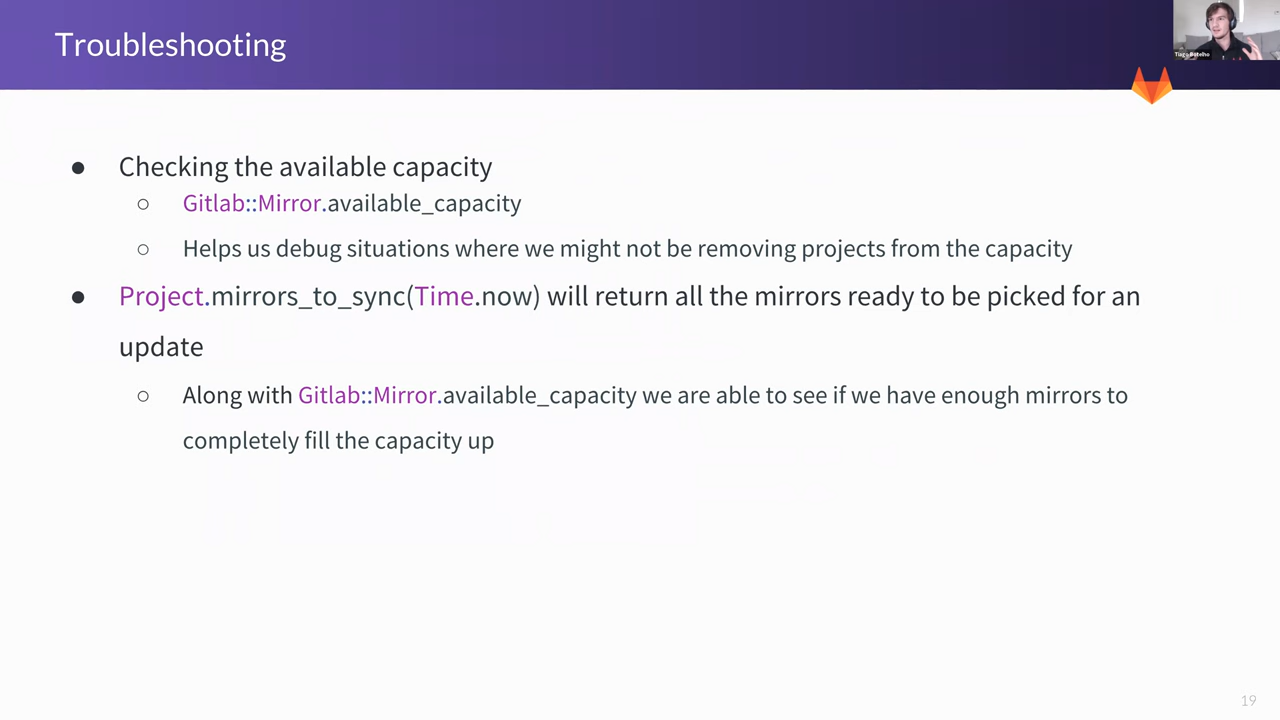 Troubleshooting
Tiago Botelho
● Checking the available capacity
○ Gitlab::Mirror.available_capacity
○ Helps us debug situations where we might not be removing projects from the capacity
● Project.mirrors_to_sync(Time.now) will return all the mirrors ready to be picked for an
update
○ Along with Gitlab::Mirror.available_capacity we are able to see if we have enough mirrors to
completely fill the capacity up
19